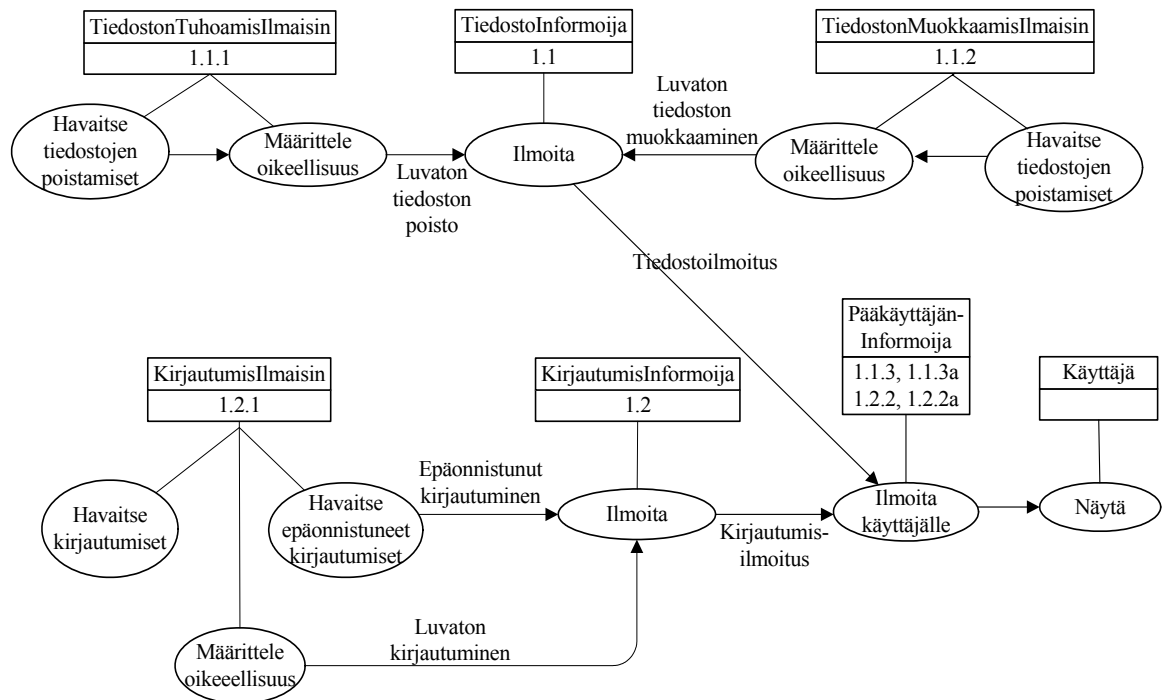 TiedostonTuhoamisIlmaisin
1.1.1
TiedostoInformoija
1.1
TiedostonMuokkaamisIlmaisin
1.1.2
Havaitse
tiedostojen
poistamiset
Määrittele
oikeellisuus
Luvaton
tiedoston
poisto
Ilmoita
Luvaton
tiedoston
muokkaaminen
Määrittele
oikeellisuus
Havaitse
tiedostojen
poistamiset
Tiedostoilmoitus
Pääkäyttäjän-
Informoija
1.1.3, 1.1.3a
1.2.2, 1.2.2a
Käyttäjä
KirjautumisIlmaisin
1.2.1
KirjautumisInformoija
1.2
Havaitse
kirjautumiset
Havaitse
epäonnistuneet
kirjautumiset
Epäonnistunut
kirjautuminen
Ilmoita
Kirjautumis-
ilmoitus
Ilmoita
käyttäjälle
Näytä
Määrittele
oikeeellisuus
Luvaton
kirjautuminen